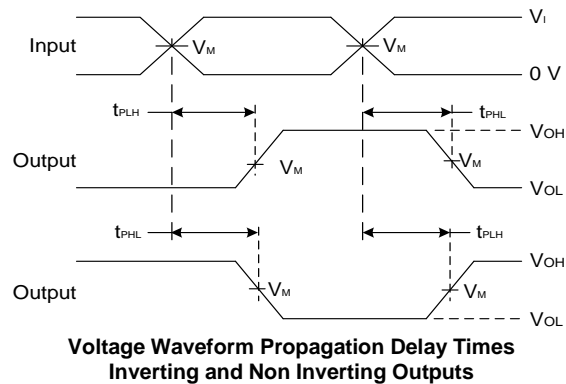 Input VM VM VI
0 V
tPLH tPHL
Output VM VM VOH
VOL
tPHL tPLH
Output VM VM VOH
VOL
Voltage Waveform Propagation Delay Times
Inverting and Non Inverting Outputs